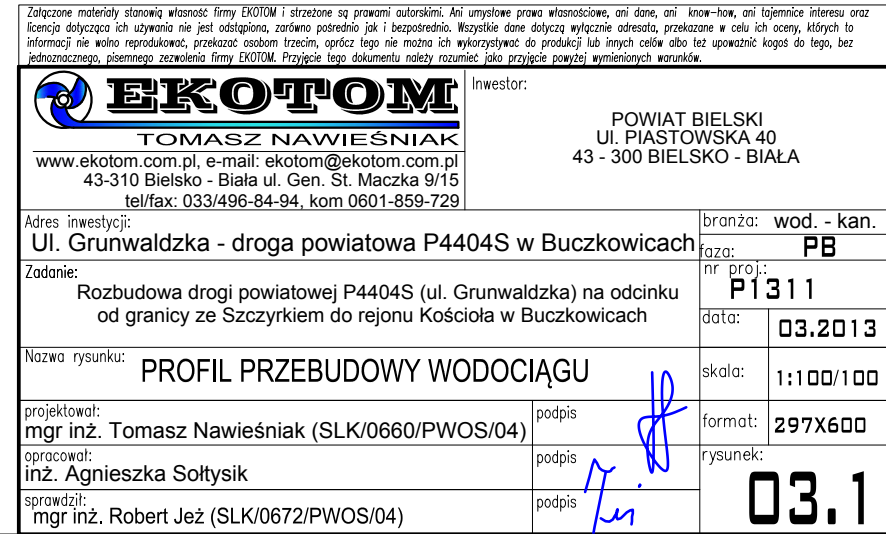 Załączone materiały stanowią własność firmy EKOTOM i strzeżone są prawami autorskimi. Ani umysłowe prawa własnościowe, ani dane, ani know-how, ani tajemnice interesu oraz
licencja dotycząca ich używania nie jest odstąpiona, zarówno pośrednio jak i bezpośrednio. Wszystkie dane dotyczą wyłącznie adresata, przekazane w celu ich oceny, których to
informacji nie wolno reprodukować, przekazać osobom trzecim, oprócz tego nie można ich wykorzystywać do produkcji lub innych celów albo też upoważnić kogoś do tego, bez
jednoznacznego, pisemnego zezwolenia firmy EKOTOM. Przyjęcie tego dokumentu należy rozumieć jako przyjęcie powyżej wymienionych warunków.
EKOTOM
TOMASZ NAWIEŚNIAK
www.ekotom.com.pl, e-mail: ekotom@ekotom.com.pl
43-310 Bielsko - Biała ul. Gen. St. Maczka 9/15
tel/fax: 033/496-84-94, kom 0601-859-729
Inwestor:
POWIAT BIELSKI
Ul. PIASTOWSKA 40
43 - 300 BIELSKO - BIAŁA
Adres inwestycji:
Ul. Grunwaldzka - droga powiatowa P4404S w Buczkowicach
branża: wod. - kan.
faza: PB
Zadanie:
Rozbudowa drogi powiatowej P4404S (ul. Grunwaldzka) na odcinku
od granicy ze Szczyrkiem do rejonu Kościoła w Buczkowicach
nr proj.:
P1311
data: 03.2013
Nazwa rysunku:
PROFIL PRZEBUDOWY WODOCIĄGU
skala: 1:100/100
projektował:
mgr inż. Tomasz Nawieśniak (SLK/0660/PWOS/04)
podpis
format: 297X600
opracował:
inż. Agnieszka Sołtysik
podpis
rysunek:
03.1
sprawdził:
mgr inż. Robert Jeż (SLK/0672/PWOS/04)
podpis